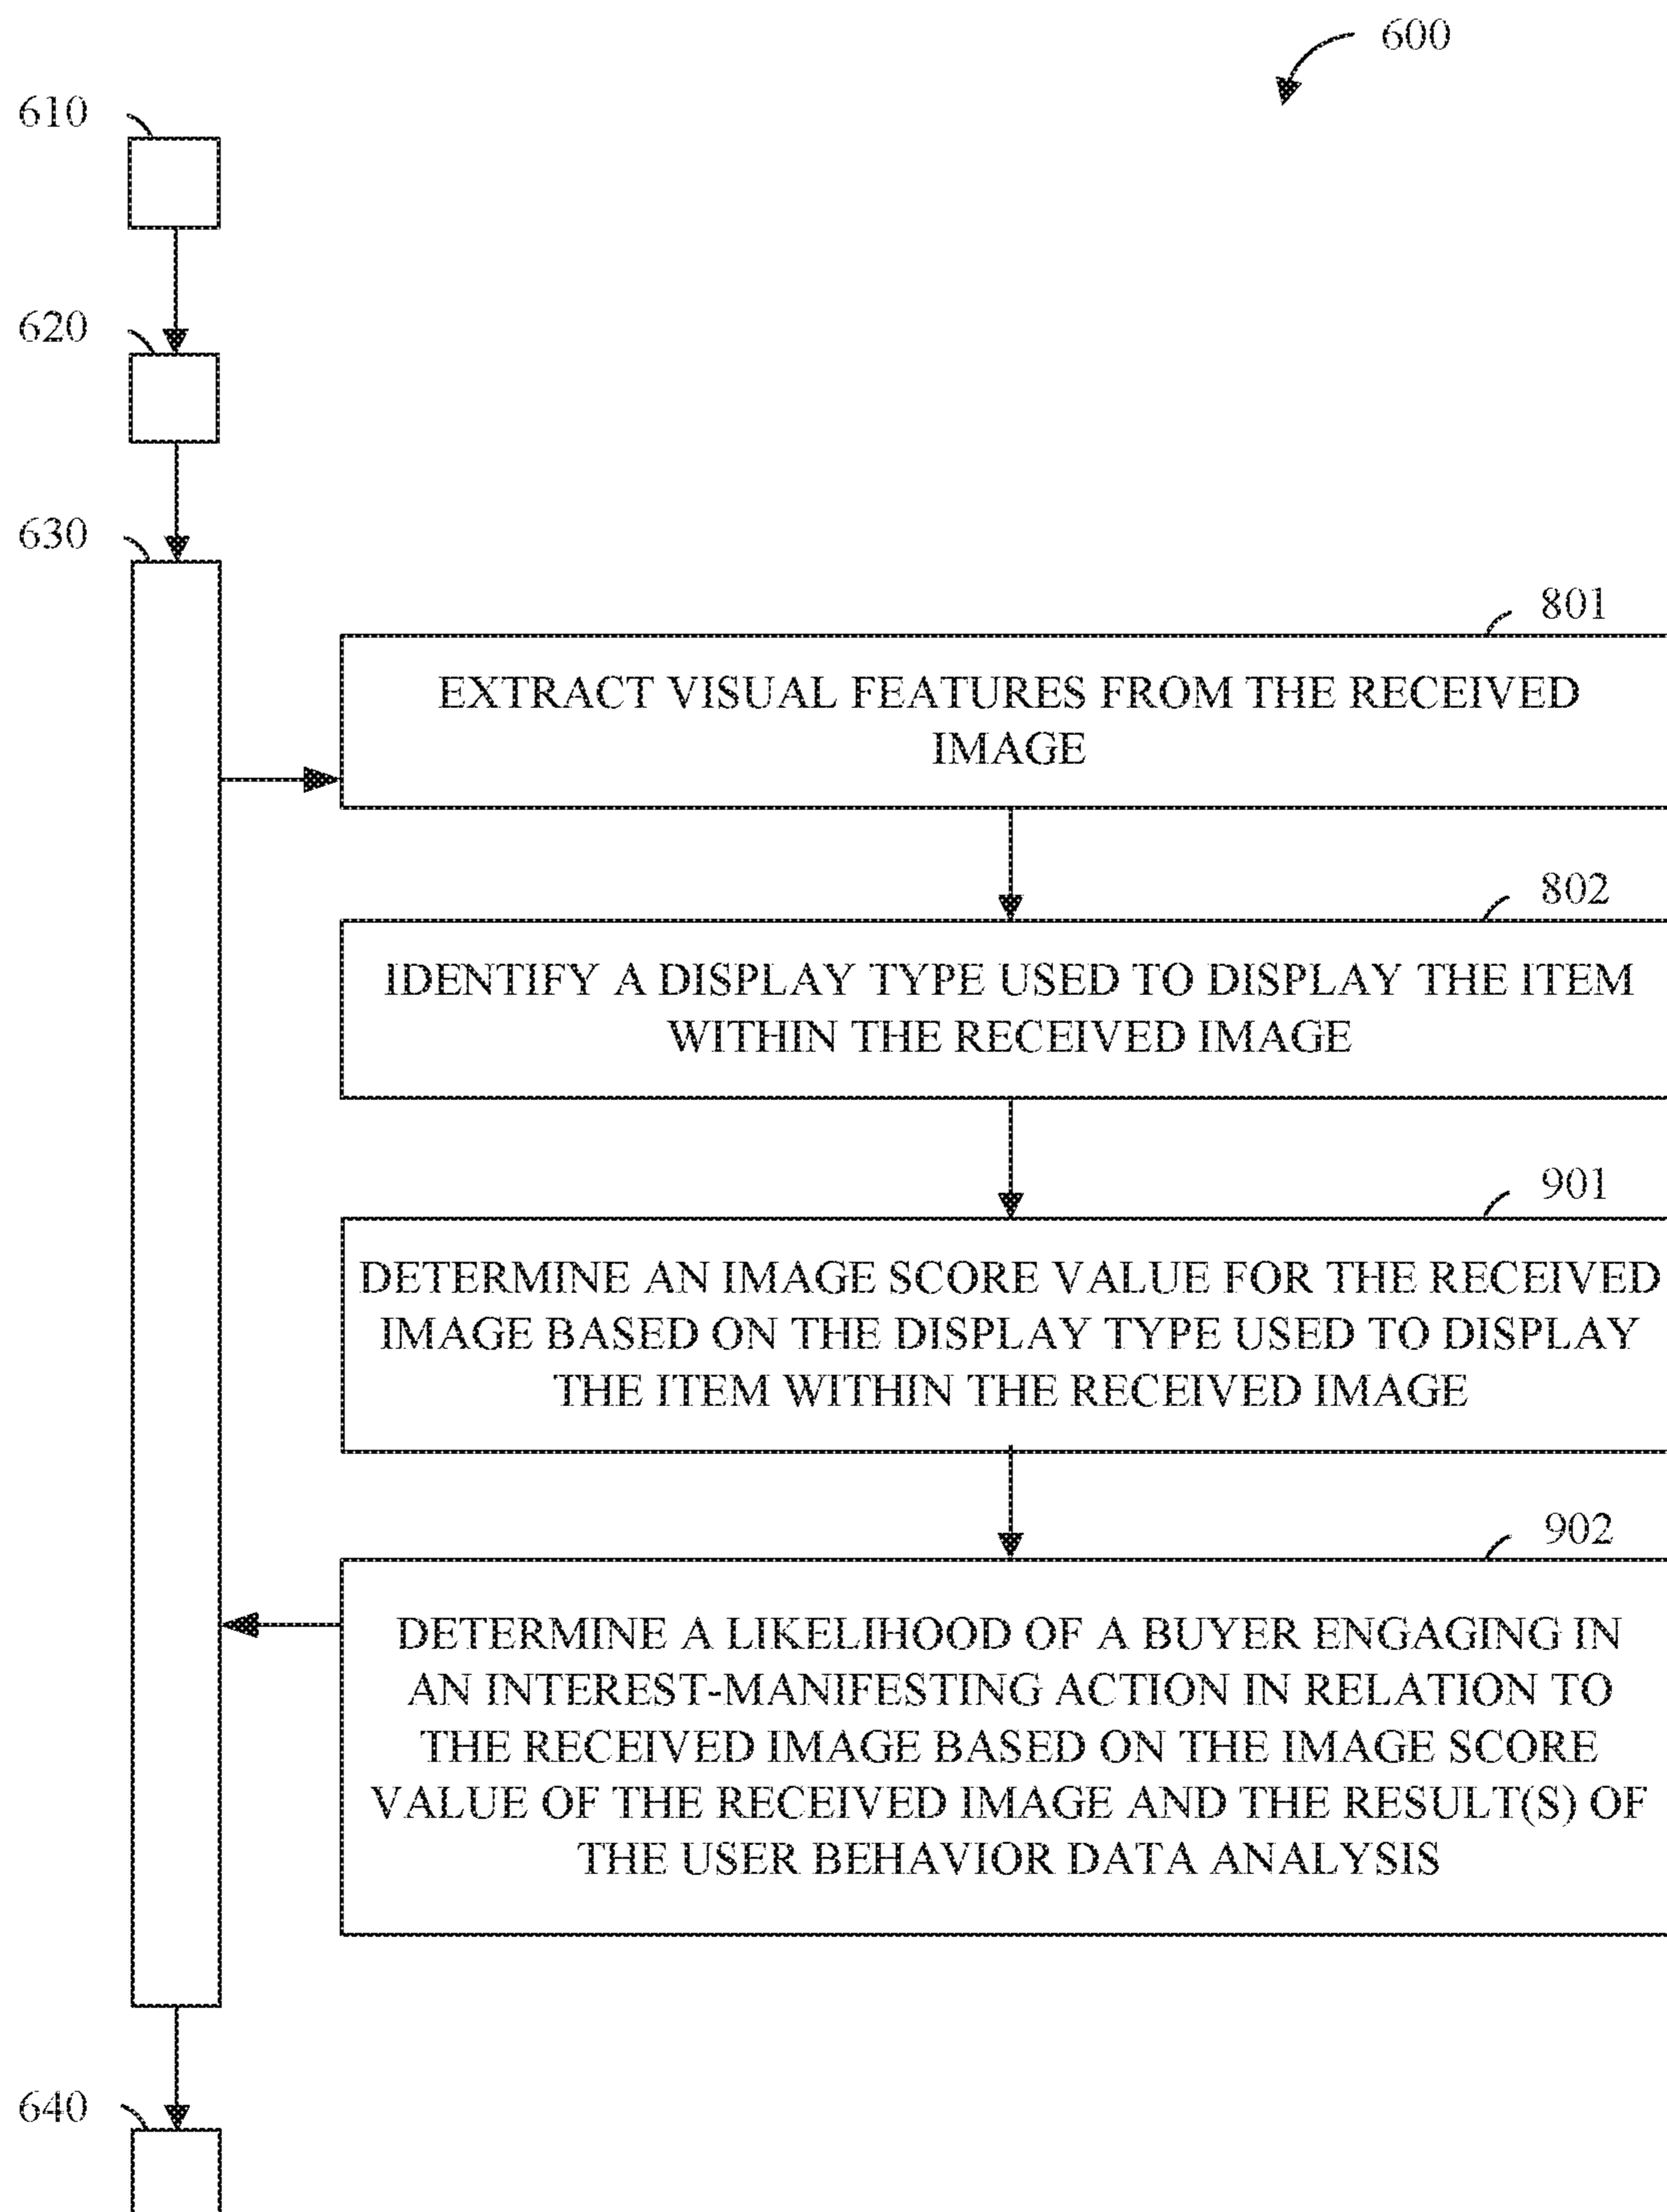 600
610
620
630
801
EXTRACT VISUAL FEATURES FROM THE RECEIVED
IMAGE
802
IDENTIFY A DISPLAY TYPE USED TO DISPLAY THE ITEM
WITHIN THE RECEIVED IMAGE
901
DETERMINE AN IMAGE SCORE VALUE FOR THE RECEIVED
IMAGE BASED ON THE DISPLAY TYPE USED TO DISPLAY
THE ITEM WITHIN THE RECEIVED IMAGE
902
DETERMINE A LIKELIHOOD OF A BUYER ENGAGING IN
AN INTEREST-MANIFESTING ACTION IN RELATION TO
THE RECEIVED IMAGE BASED ON THE IMAGE SCORE
VALUE OF THE RECEIVED IMAGE AND THE RESULT(S) OF
THE USER BEHAVIOR DATA ANALYSIS
640